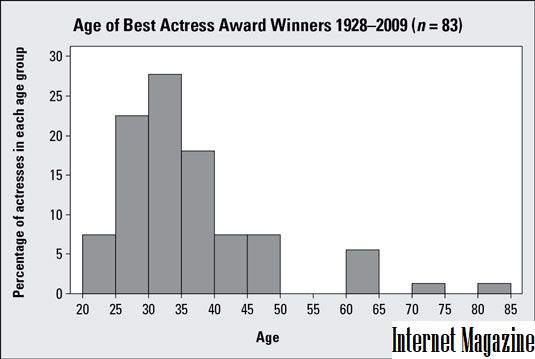 Age of Best Actress Award Winners 1928–2009 (n = 83)
Percentage of actresses in each age group
30
25
20
15
10
5
0
20 25 30 35 40 45 50 55 60 65 70 75 80 85
Age
Internet Magazine